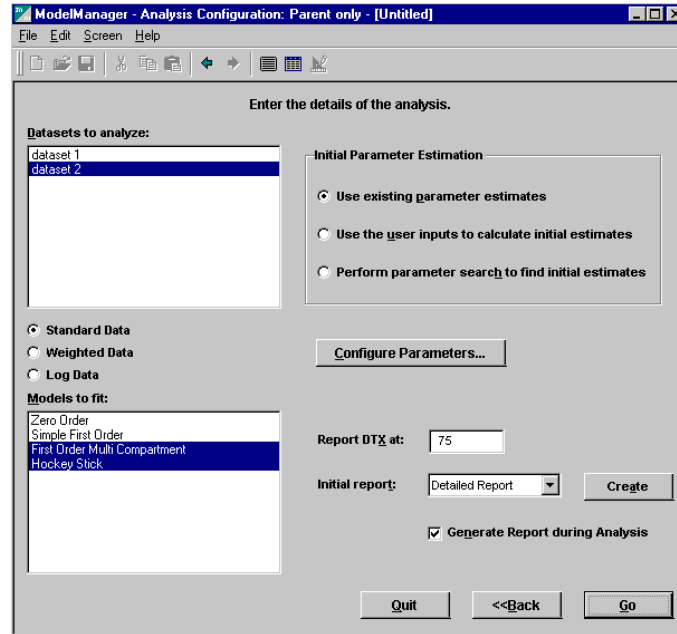 ModelManager - Analysis Configuration: Parent only - [Untitled]
File Edit Screen Help
Enter the details of the analysis.
Datasets to analyze:
dataset 1
dataset 2
Initial Parameter Estimation
Use existing parameter estimates
Use the user inputs to calculate initial estimates
Perform parameter search to find initial estimates
Standard Data
Weighted Data
Log Data
Configure Parameters...
Models to fit:
Zero Order
Simple First Order
First Order Multi Compartment
Hockey Stick
Report DTX at: 75
Initial report: Detailed Report Create
Generate Report during Analysis
Quit <<Back Go